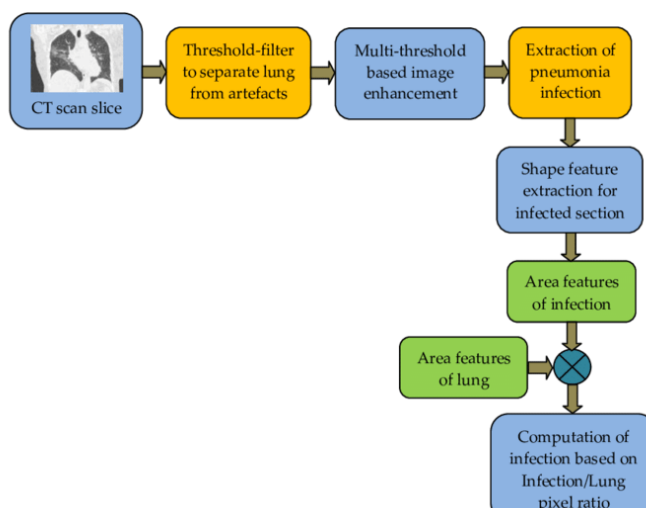 CT scan slice
Threshold-filter
to separate lung
from artefacts
Multi-threshold
based image
enhancement
Extraction of
pneumonia
infection
Shape feature
extraction for
infected section
Area features
of infection
Area features
of lung
Computation of
infection based on
Infection/Lung
pixel ratio